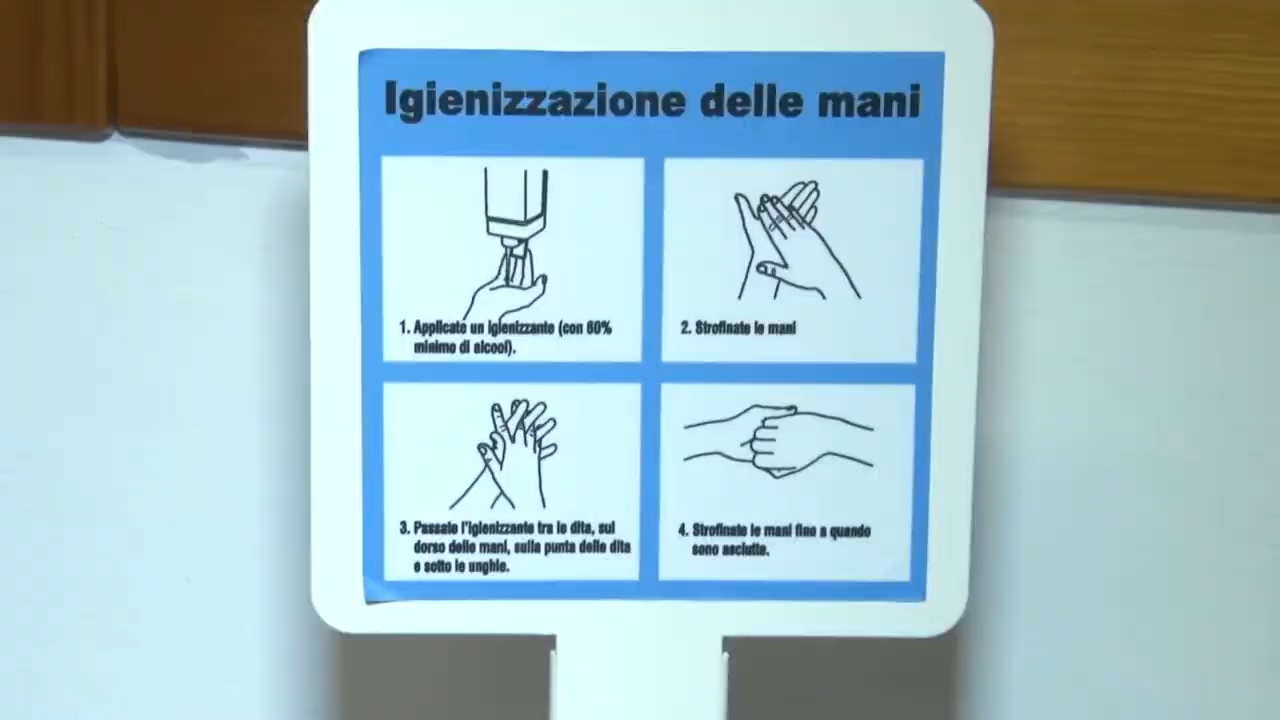 Igienizzazione delle mani
1. Applicate un igienizzante (con 60%
minimo di alcool).
2. Strofinate le mani
3. Passate l'igienizzante tra le dita, sul
dorso delle mani, sulla punta delle dita
e sotto le unghie.
4. Strofinate le mani fino a quando
sono asciutte.